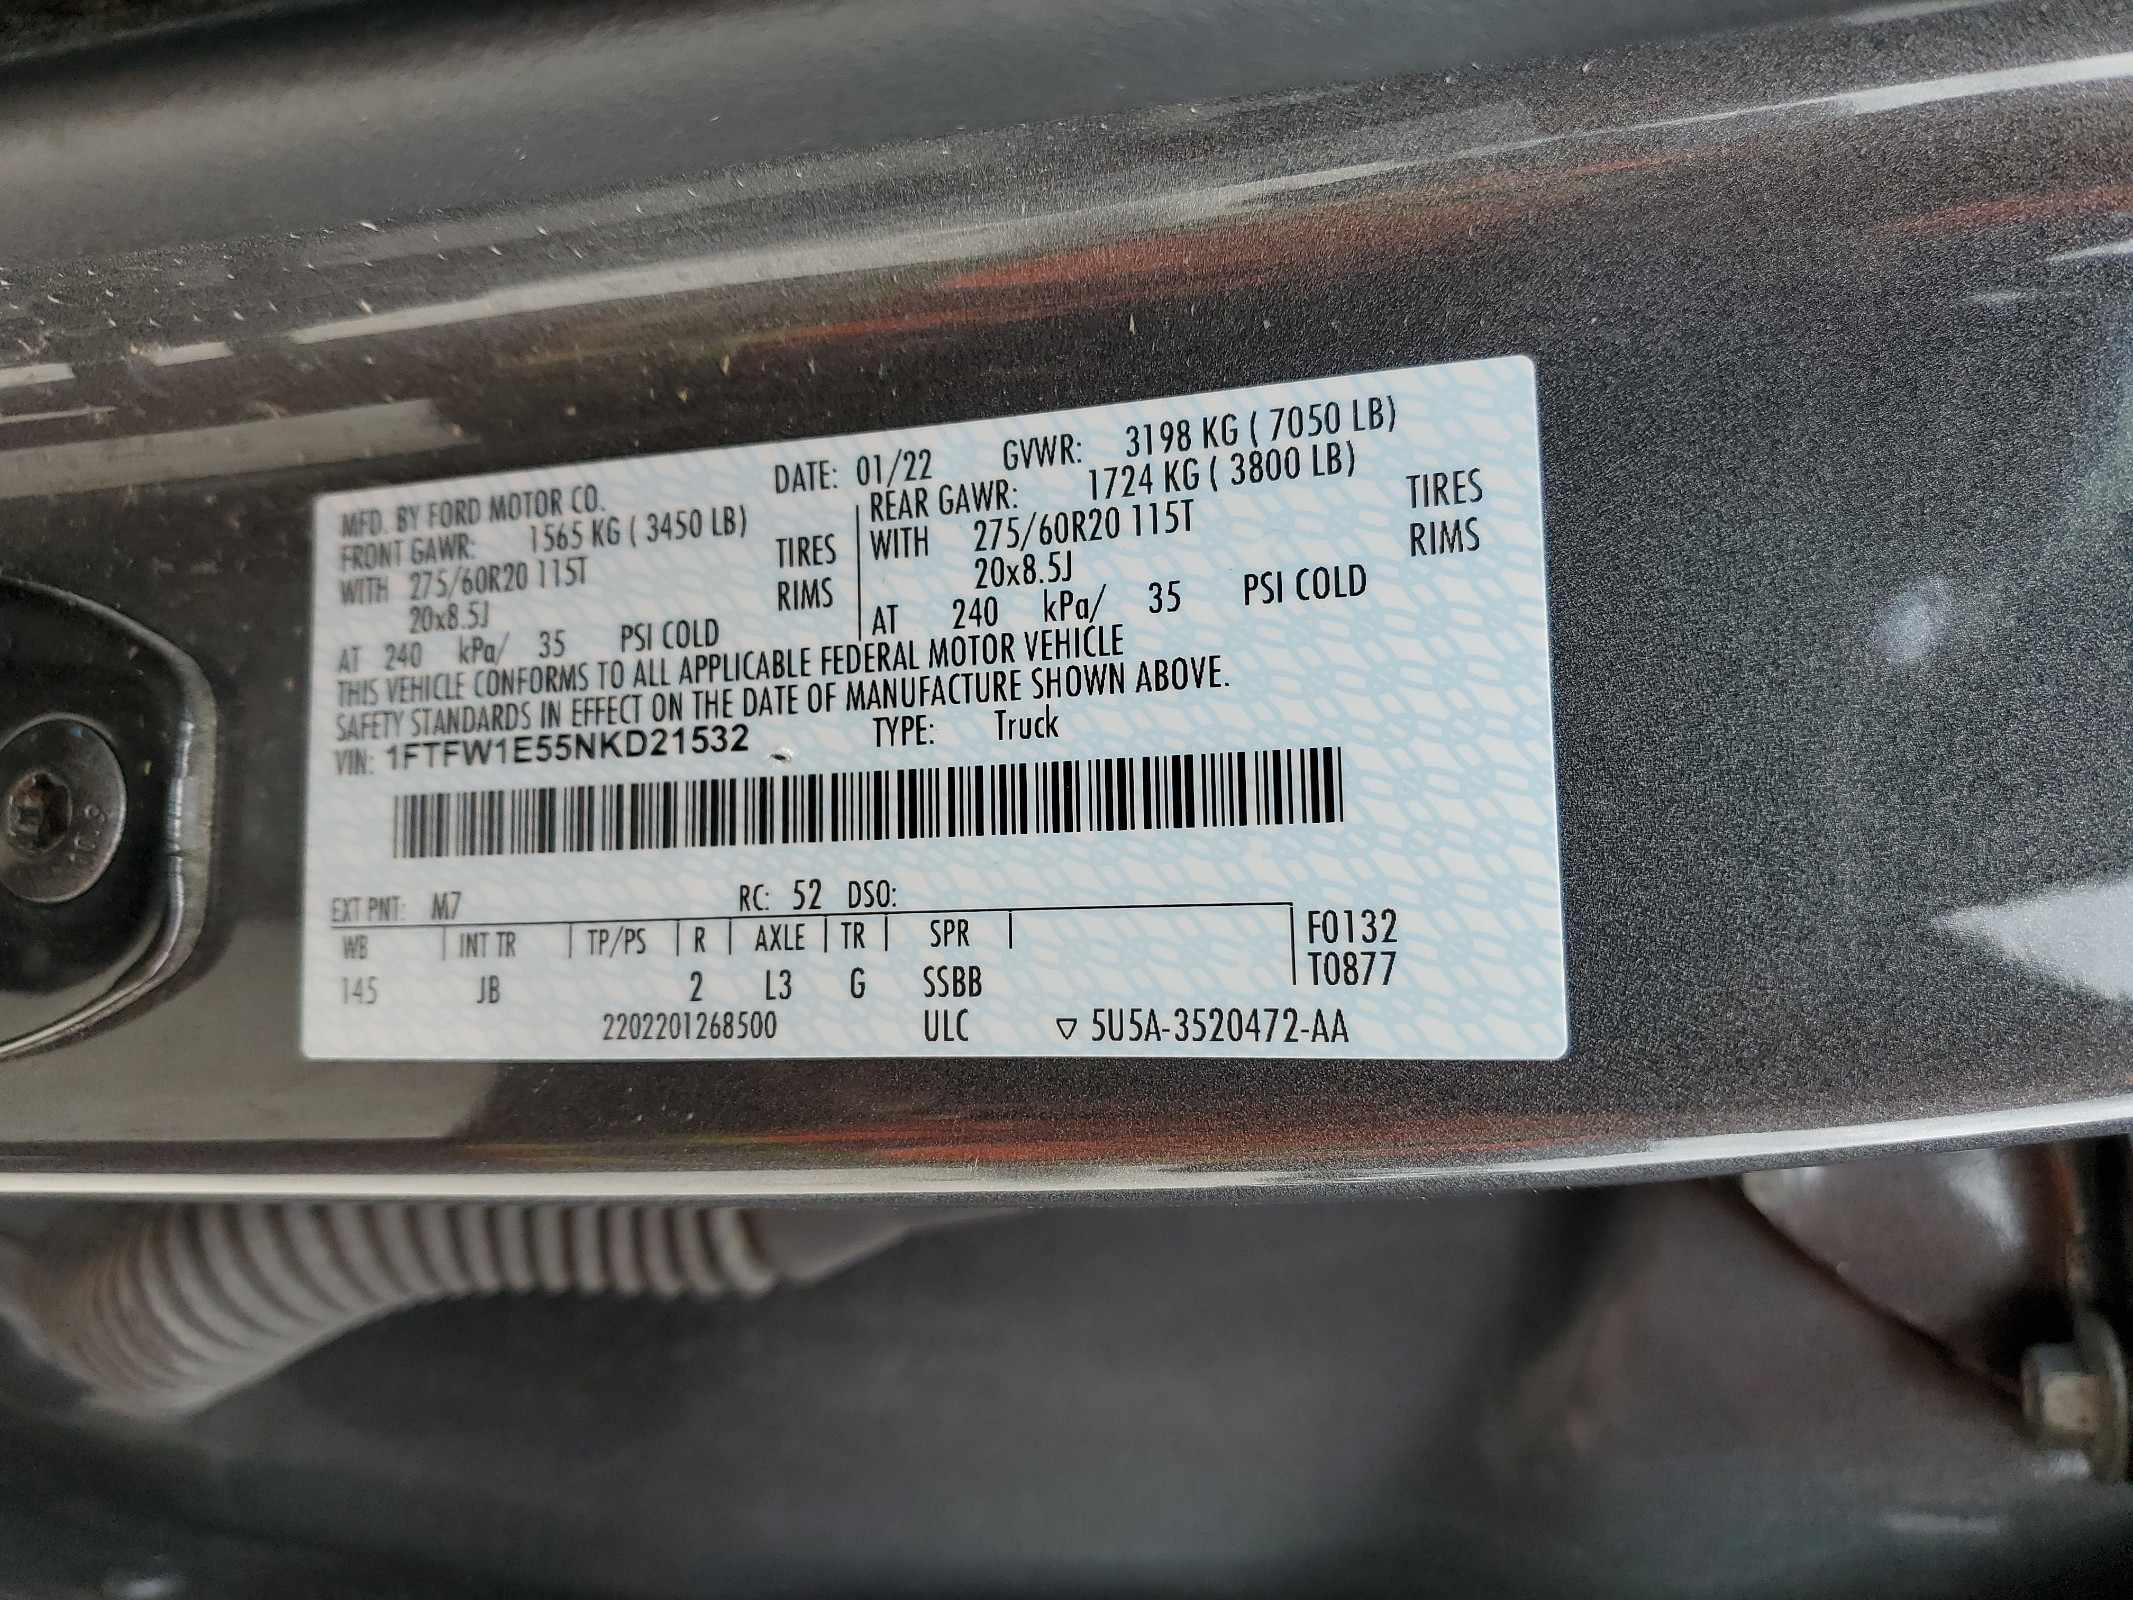 MFD. BY FORD MOTOR CO. DATE: 01/22 GVWR: 3198 KG ( 7050 LB)
FRONT GAWR: 1565 KG ( 3450 LB) REAR GAWR: 1724 KG ( 3800 LB)
WITH 275/60R20 115T TIRES WITH 275/60R20 115T TIRES
20x8.5J RIMS 20x8.5J RIMS
AT 240 kPa/ 35 PSI COLD AT 240 kPa/ 35 PSI COLD
THIS VEHICLE CONFORMS TO ALL APPLICABLE FEDERAL MOTOR VEHICLE
SAFETY STANDARDS IN EFFECT ON THE DATE OF MANUFACTURE SHOWN ABOVE.
VIN: 1FTFW1E55NKD21532 TYPE: Truck
EXT PNT: M7 RC: 52 DSO:
WB INT TR TP/PS R AXLE TR SPR F0132
T0877
145 JB 2 L3 G SSBB
2202201268500 ULC ▽ 5U5A-3520472-AA
10.9